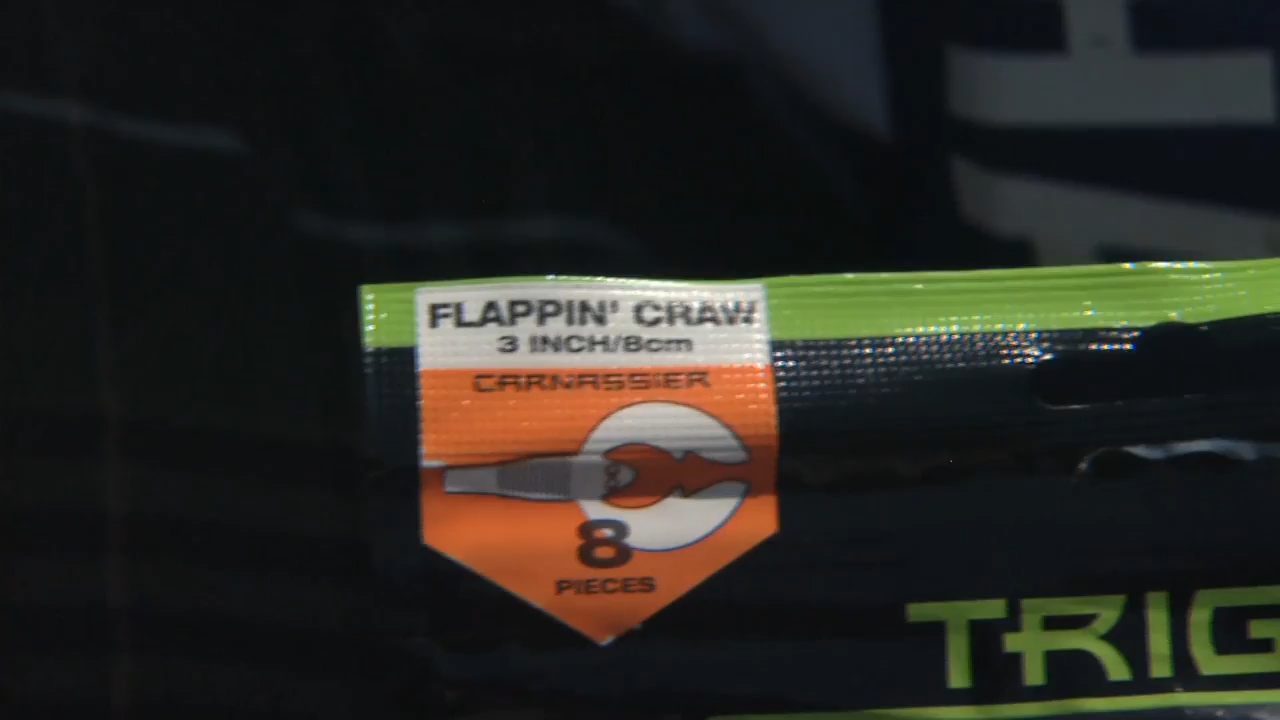 FLAPPIN' CRAW
3 INCH/8cm
CARNASSIER
8
PIECES
TRIG